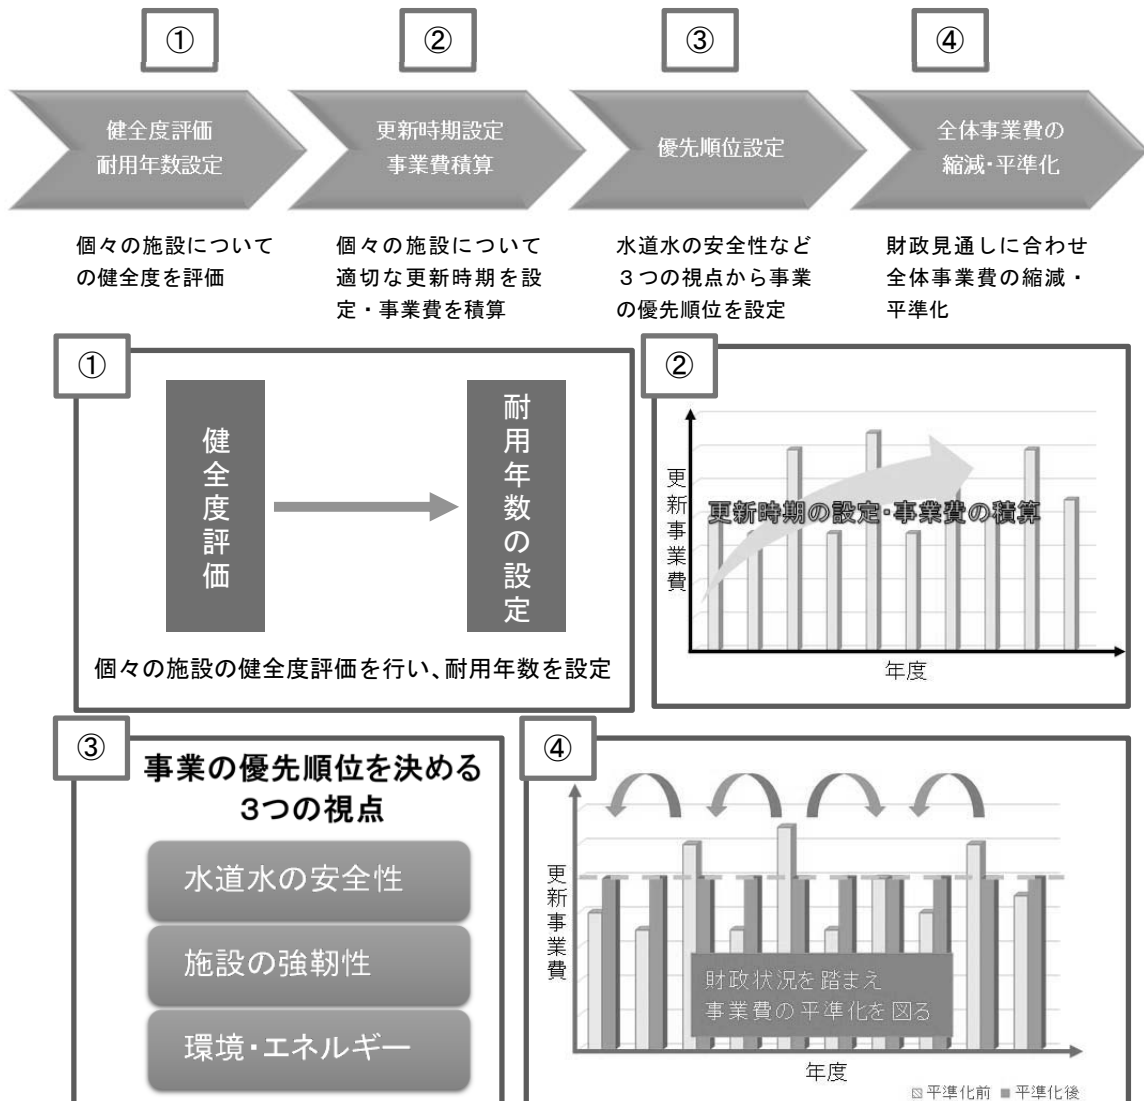 ①
②
③
④
健全度評価
耐用年数設定
更新時期設定
事業費積算
優先順位設定
全体事業費の
縮減・平準化
個々の施設について
の健全度を評価
個々の施設について
適切な更新時期を設
定・事業費を積算
水道水の安全性など
３つの視点から事業
の優先順位を設定
財政見通しに合わせ
全体事業費の縮減・
平準化
①
健全度評価
耐用年数の設定
個々の施設の健全度評価を行い、耐用年数を設定
②
更新事業費
更新時期の設定・事業費の積算
年度
③
事業の優先順位を決める
3つの視点
水道水の安全性
施設の強靭性
環境・エネルギー
④
更新事業費
財政状況を踏まえ
事業費の平準化を図る
年度
平準化前 平準化後